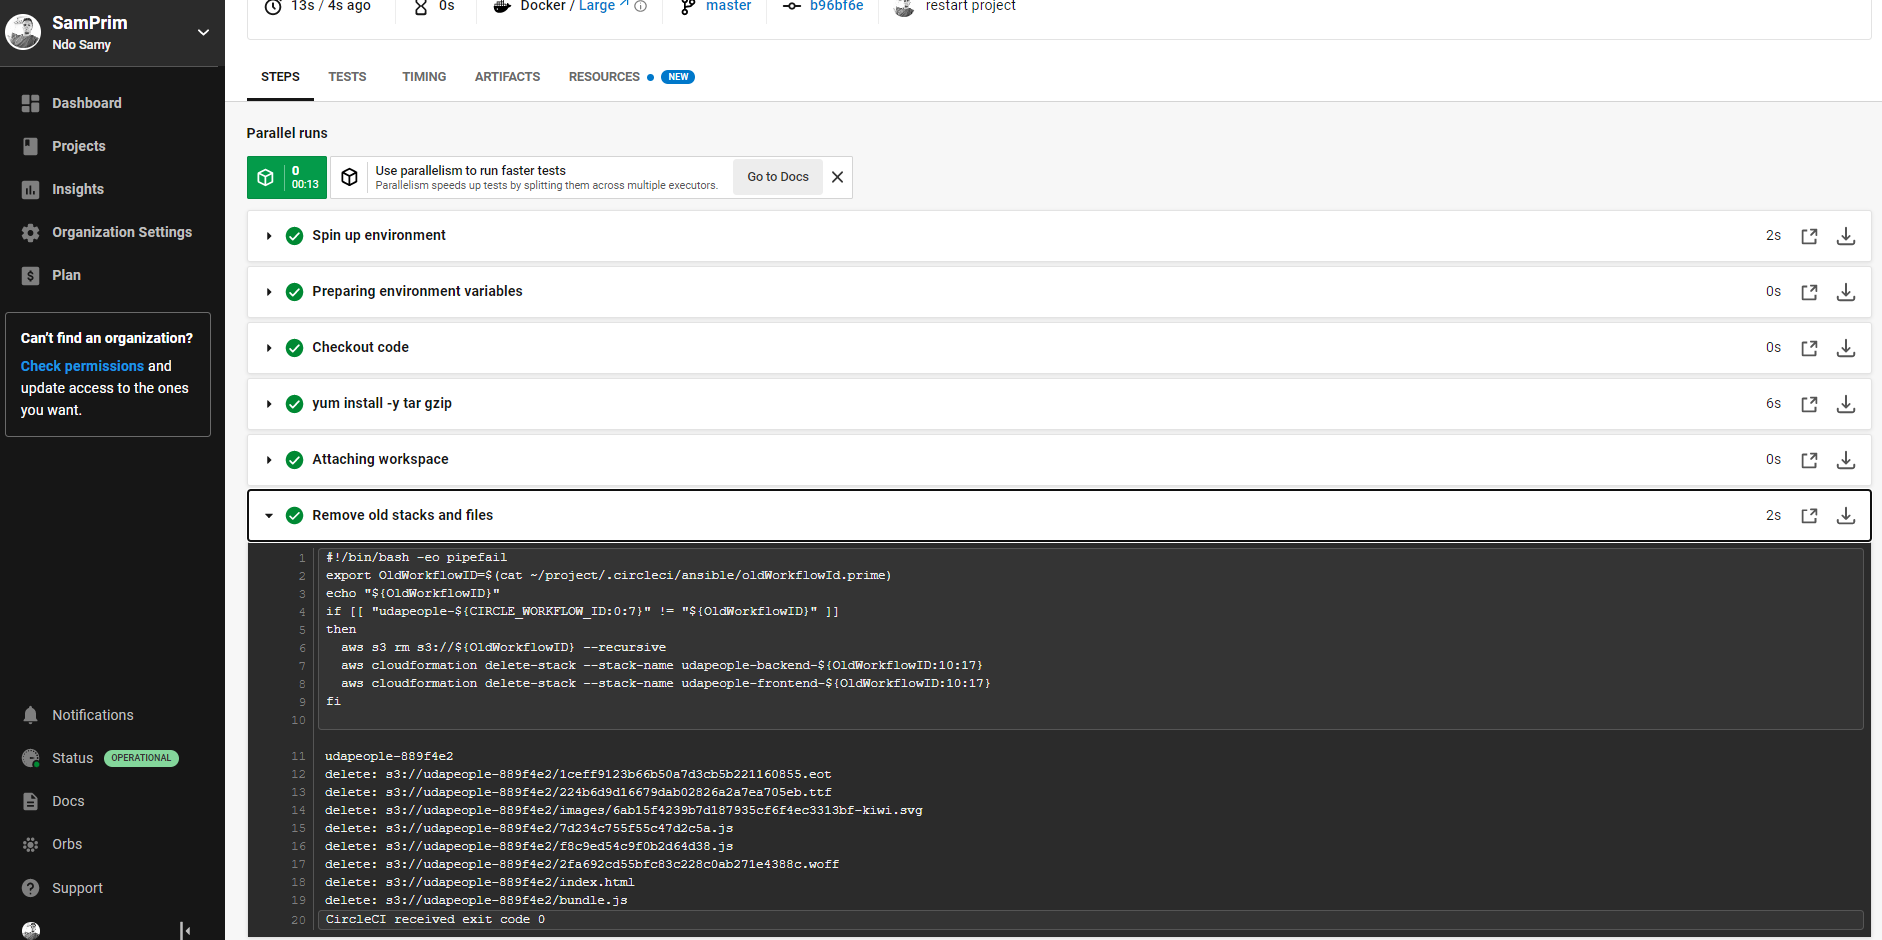 SamPrim
Ndo Samy
Dashboard
Projects
Insights
Organization Settings
Plan
Can't find an organization?
Check permissions and
update access to the ones
you want.
Notifications
Status OPERATIONAL
Docs
Orbs
Support
13s / 4s ago 0s Docker / Large master b96bf6e restart project
STEPS TESTS TIMING ARTIFACTS RESOURCES NEW
Parallel runs
0
00:13
Use parallelism to run faster tests
Parallelism speeds up tests by splitting them across multiple executors.
Go to Docs
Spin up environment 2s
Preparing environment variables 0s
Checkout code 0s
yum install -y tar gzip 6s
Attaching workspace 0s
Remove old stacks and files 2s
1 #!/bin/bash -eo pipefail
2 export OldWorkflowID=$(cat ~/project/.circleci/ansible/oldWorkflowId.prime)
3 echo "${OldWorkflowID}"
4 if [[ "udapeople-${CIRCLE_WORKFLOW_ID:0:7}" != "${OldWorkflowID}" ]]
5 then
6 aws s3 rm s3://${OldWorkflowID} --recursive
7 aws cloudformation delete-stack --stack-name udapeople-backend-${OldWorkflowID:10:17}
8 aws cloudformation delete-stack --stack-name udapeople-frontend-${OldWorkflowID:10:17}
9 fi
10
11 udapeople-889f4e2
12 delete: s3://udapeople-889f4e2/1ceff9123b66b50a7d3cb5b221160855.eot
13 delete: s3://udapeople-889f4e2/224b6d9d16679dab02826a2a7ea705eb.ttf
14 delete: s3://udapeople-889f4e2/images/6ab15f4239b7d187935cf6f4ec3313bf-kiwi.svg
15 delete: s3://udapeople-889f4e2/7d234c755f55c47d2c5a.js
16 delete: s3://udapeople-889f4e2/f8c9ed54c9f0b2d64d38.js
17 delete: s3://udapeople-889f4e2/2fa692cd55bfc83c228c0ab271e4388c.woff
18 delete: s3://udapeople-889f4e2/index.html
19 delete: s3://udapeople-889f4e2/bundle.js
20 CircleCI received exit code 0